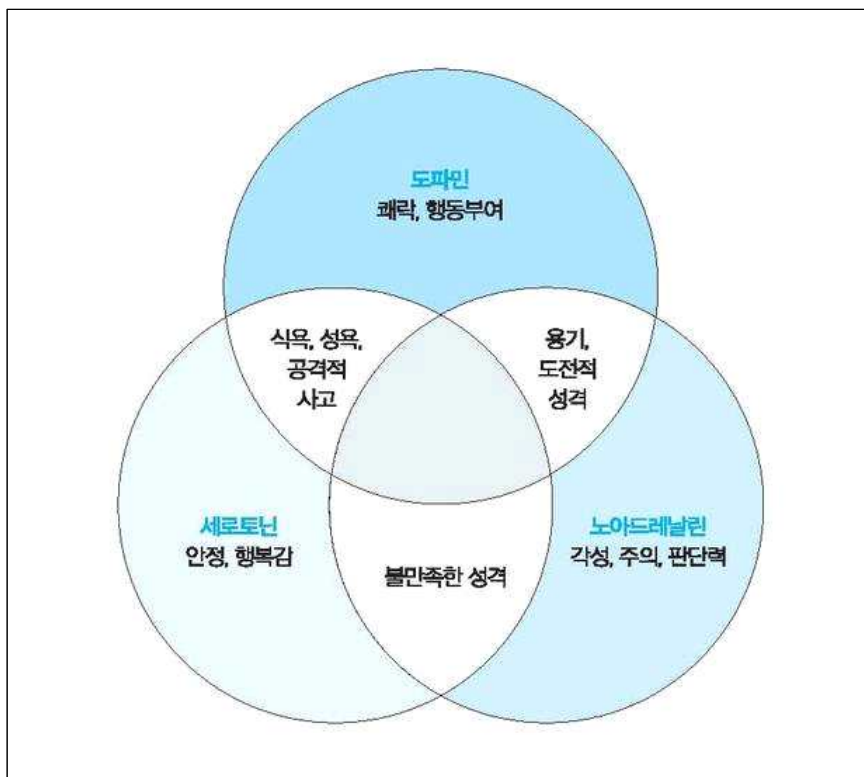 도파민
쾌락, 행동부여
식욕, 성욕,
공격적
사고
용기,
도전적
성격
세로토닌
안정, 행복감
노아드레날린
각성, 주의, 판단력
불만족한 성격